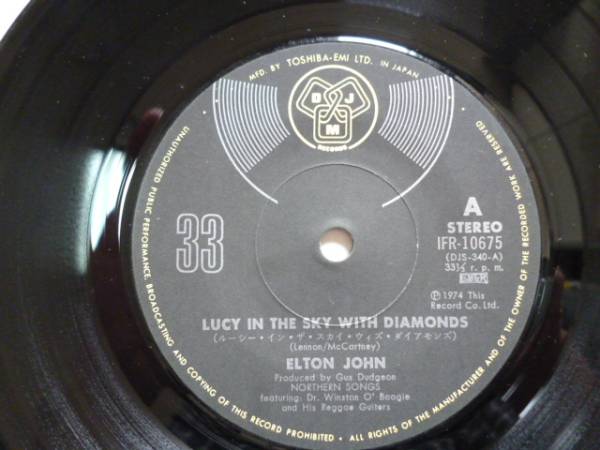 MFD. BY TOSHIBA-EMI LTD. IN JAPAN
D J
M
RECORDS
33
A
STEREO
IFR-10675
(DJS-340-A)
33⅓ r. p. m.
Ⓟ 1974 This
Record Co. Ltd.
LUCY IN THE SKY WITH DIAMONDS
(ルーシー・イン・ザ・スカイ・ウィズ・ダイアモンズ)
(Lennon/McCartney)
ELTON JOHN
Produced by Gus Dudgeon
NORTHERN SONGS
featuring: Dr. Winston O' Boogie
and His Reggae Guiters
UNAUTHORIZED PUBLIC PERFORMANCE, BROADCASTING AND COPYING OF THIS RECORD PROHIBITED • ALL RIGHTS OF THE MANUFACTURER AND OF THE OWNER OF THE RECORDED WORK ARE RESERVED